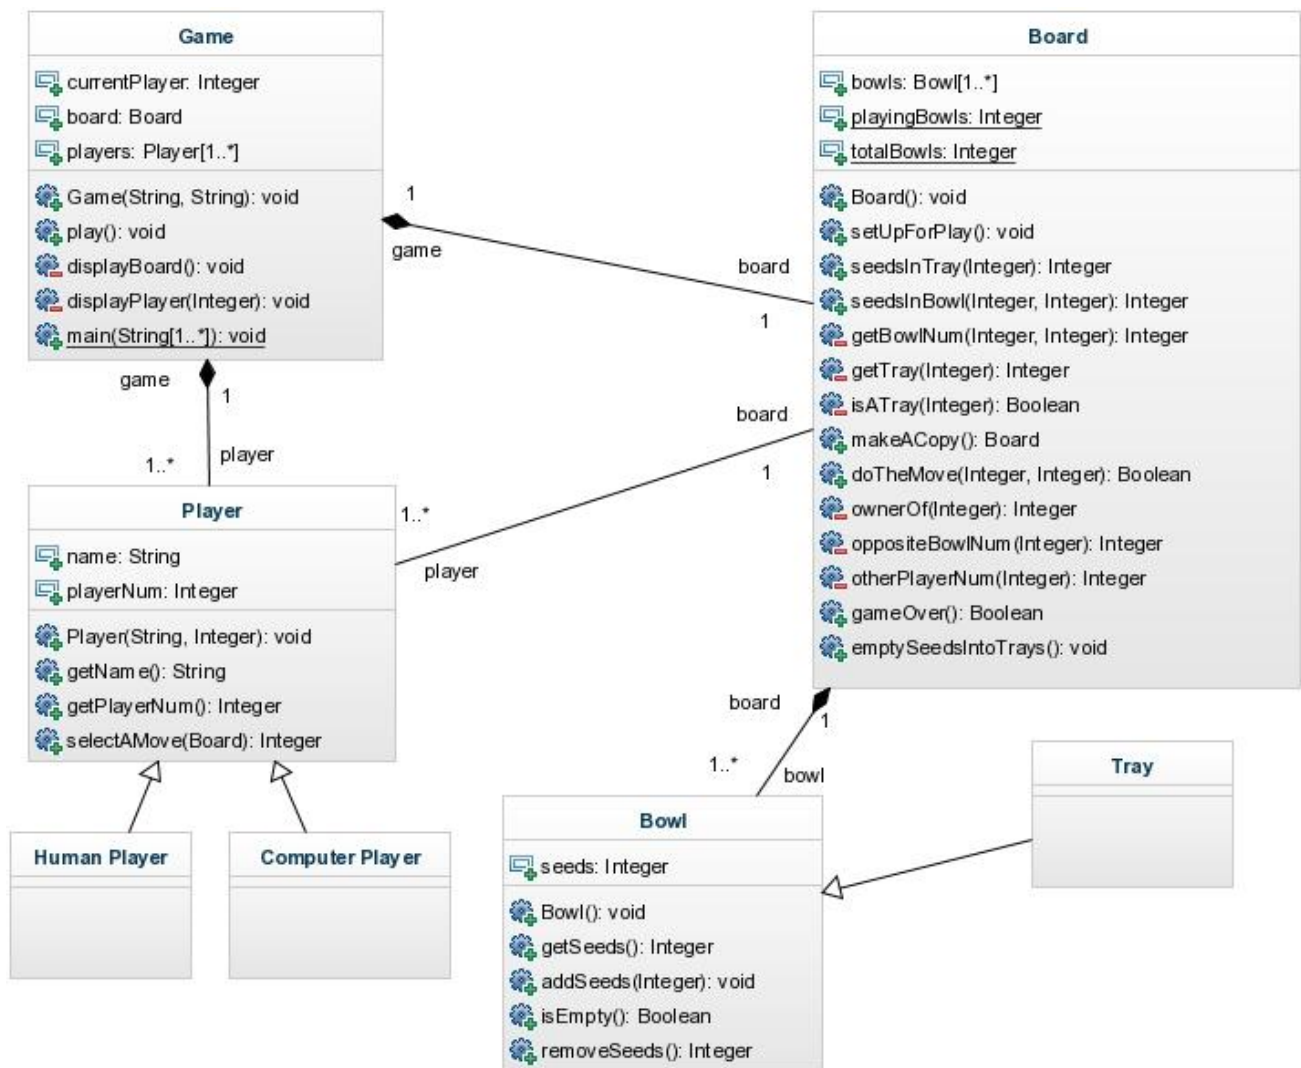 Game
currentPlayer: Integer
board: Board
players: Player[1..*]
Game(String, String): void
play(): void
displayBoard(): void
displayPlayer(Integer): void
main(String[1..*]): void
1
game
board
1
game
1
1..*
player
Board
bowls: Bowl[1..*]
playingBowls: Integer
totalBowls: Integer
Board(): void
setUpForPlay(): void
seedsInTray(Integer): Integer
seedsInBowl(Integer, Integer): Integer
getBowlNum(Integer, Integer): Integer
getTray(Integer): Integer
isATray(Integer): Boolean
makeACopy(): Board
doTheMove(Integer, Integer): Boolean
ownerOf(Integer): Integer
oppositeBowlNum(Integer): Integer
otherPlayerNum(Integer): Integer
gameOver(): Boolean
emptySeedsIntoTrays(): void
board
1
1..*
player
Player
name: String
playerNum: Integer
Player(String, Integer): void
getName(): String
getPlayerNum(): Integer
selectAMove(Board): Integer
board
1
1..*
bowl
Human Player
Computer Player
Bowl
seeds: Integer
Bowl(): void
getSeeds(): Integer
addSeeds(Integer): void
isEmpty(): Boolean
removeSeeds(): Integer
Tray